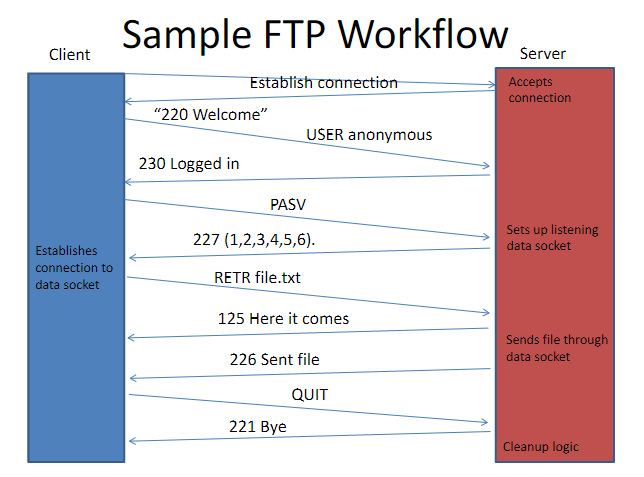 Sample FTP Workflow
Client
Server
Establish connection
Accepts
connection
“220 Welcome”
USER anonymous
230 Logged in
PASV
Sets up listening
data socket
227 (1,2,3,4,5,6).
Establishes
connection to
data socket
RETR file.txt
125 Here it comes
Sends file through
data socket
226 Sent file
QUIT
221 Bye
Cleanup logic